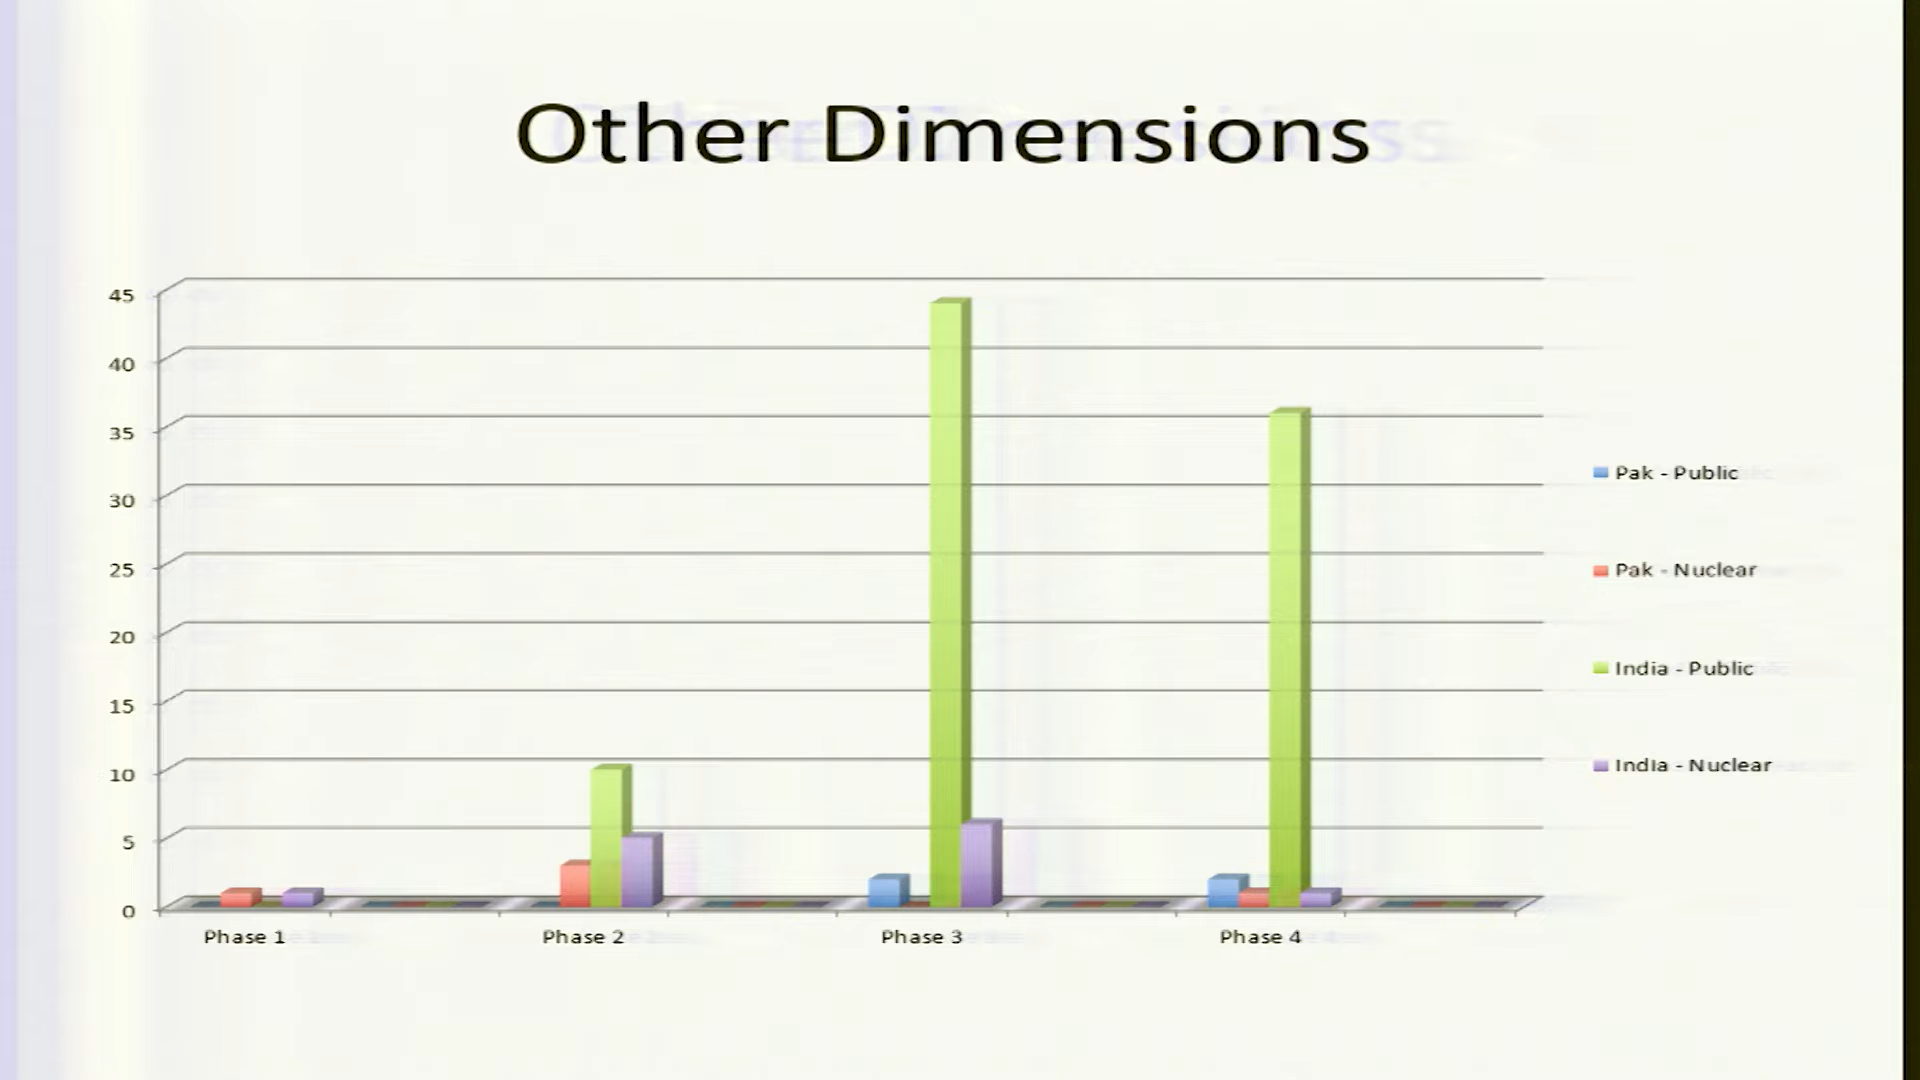 Other Dimensions
45
40
35
30
25
20
15
10
5
0
Phase 1
Phase 2
Phase 3
Phase 4
Pak - Public
Pak - Nuclear
India - Public
India - Nuclear